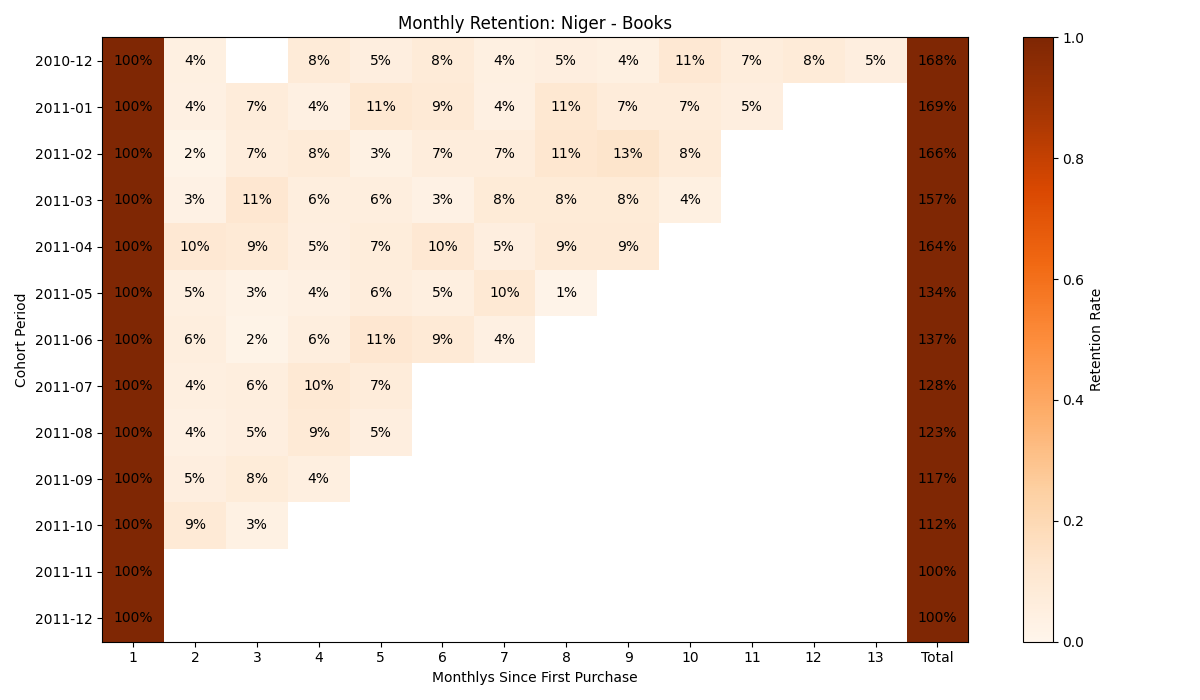 Monthly Retention: Niger - Books
2010-12 100% 4% 8% 5% 8% 4% 5% 4% 11% 7% 8% 5% 168%
2011-01 100% 4% 7% 4% 11% 9% 4% 11% 7% 7% 5% 169%
2011-02 100% 2% 7% 8% 3% 7% 7% 11% 13% 8% 166%
2011-03 100% 3% 11% 6% 6% 3% 8% 8% 8% 4% 157%
2011-04 100% 10% 9% 5% 7% 10% 5% 9% 9% 164%
2011-05 100% 5% 3% 4% 6% 5% 10% 1% 134%
2011-06 100% 6% 2% 6% 11% 9% 4% 137%
2011-07 100% 4% 6% 10% 7% 128%
2011-08 100% 4% 5% 9% 5% 123%
2011-09 100% 5% 8% 4% 117%
2011-10 100% 9% 3% 112%
2011-11 100% 100%
2011-12 100% 100%
1 2 3 4 5 6 7 8 9 10 11 12 13 Total
Monthlys Since First Purchase
Cohort Period
1.0
0.8
0.6
0.4
0.2
0.0
Retention Rate